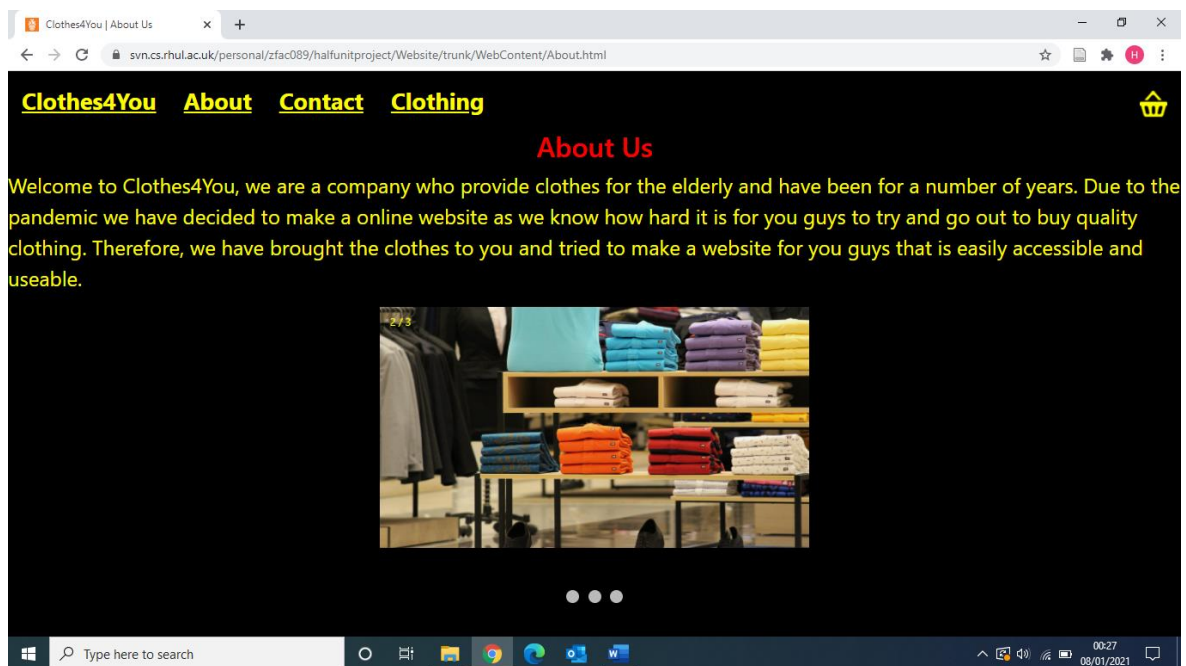 Clothes4You | About Us
svn.cs.rhul.ac.uk/personal/zfac089/halfunitproject/Website/trunk/WebContent/About.html
H
Clothes4You About Contact Clothing
About Us
Welcome to Clothes4You, we are a company who provide clothes for the elderly and have been for a number of years. Due to the
pandemic we have decided to make a online website as we know how hard it is for you guys to try and go out to buy quality
clothing. Therefore, we have brought the clothes to you and tried to make a website for you guys that is easily accessible and
useable.
2 / 3
Type here to search
00:27
08/01/2021